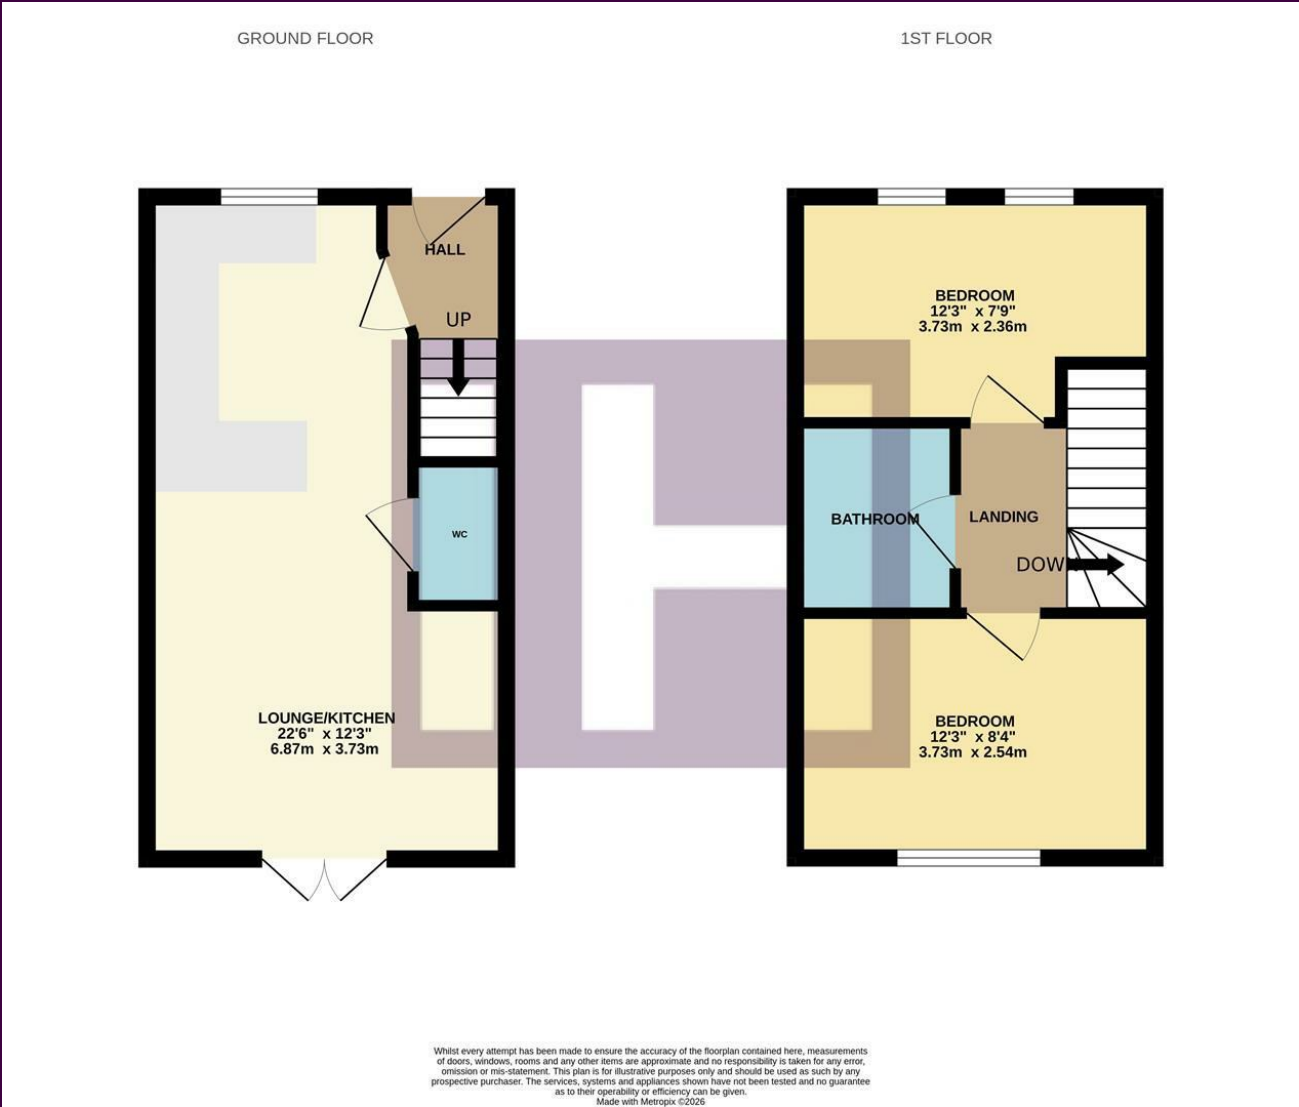 GROUND FLOOR
1ST FLOOR
HALL
UP
WC
LOUNGE/KITCHEN
22'6" x 12'3"
6.87m x 3.73m
BEDROOM
12'3" x 7'9"
3.73m x 2.36m
BATHROOM
LANDING
DOW
BEDROOM
12'3" x 8'4"
3.73m x 2.54m
Whilst every attempt has been made to ensure the accuracy of the floorplan contained here, measurements
of doors, windows, rooms and any other items are approximate and no responsibility is taken for any error,
omission or mis-statement. This plan is for illustrative purposes only and should be used as such by any
prospective purchaser. The services, systems and appliances shown have not been tested and no guarantee
as to their operability or efficiency can be given.
Made with Metropix ©2026